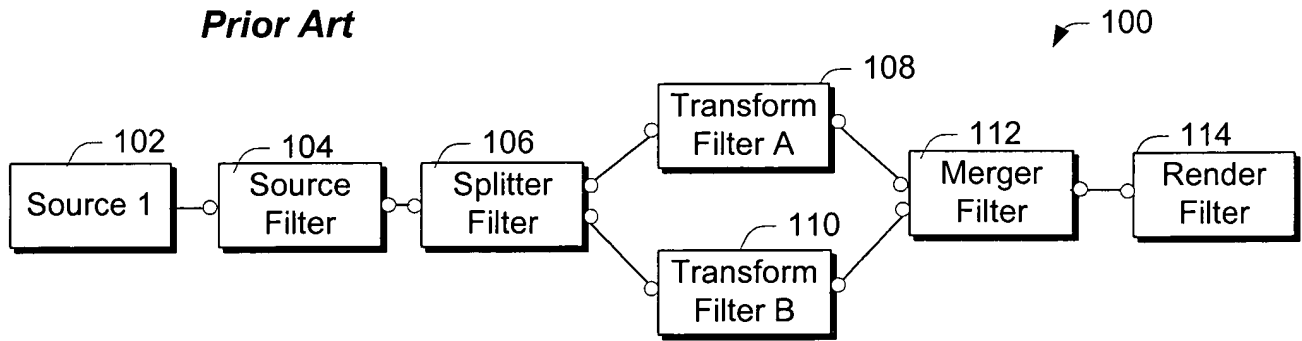 Prior Art
100
108
Transform
Filter A
102
Source 1
104
Source
Filter
106
Splitter
Filter
112
Merger
Filter
114
Render
Filter
110
Transform
Filter B